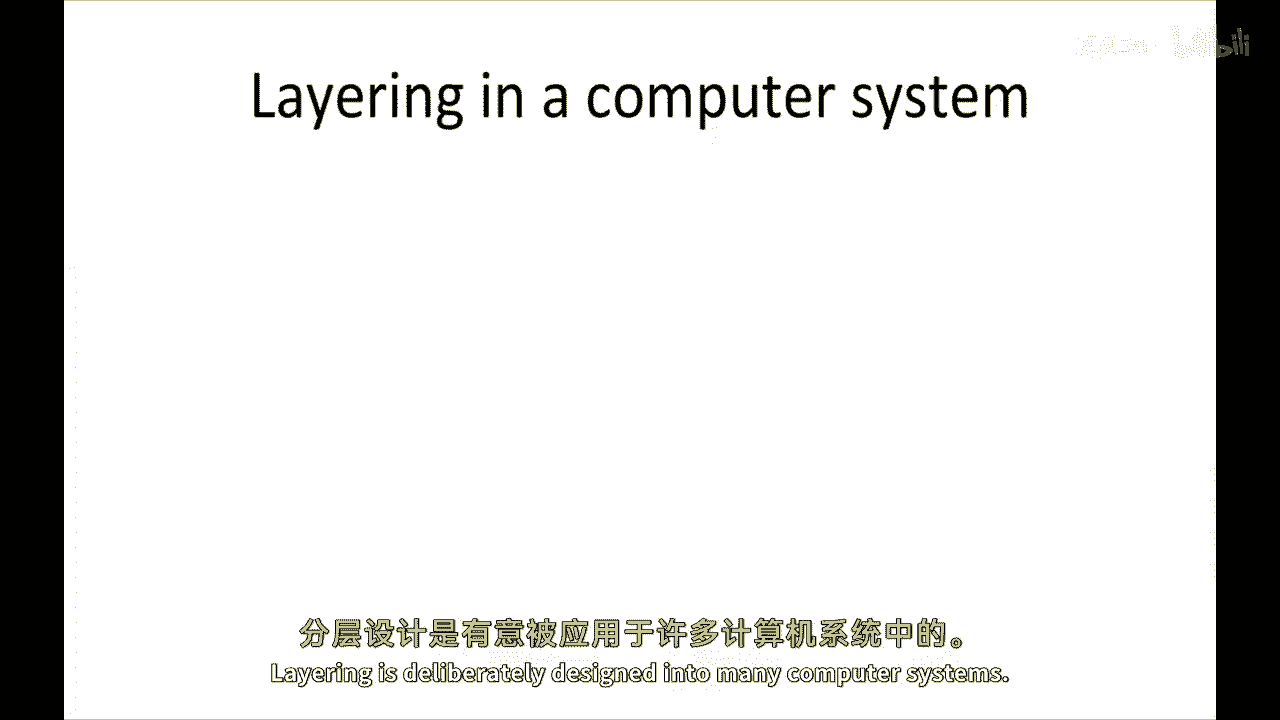 Layering in a computer system
分层设计是有意被应用于许多计算机系统中的。
Layering is deliberately designed into many computer systems.